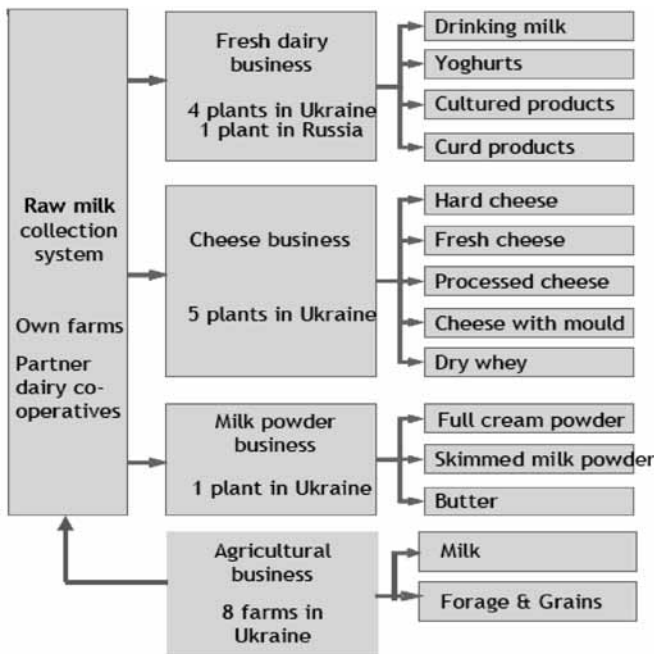 Raw milk
collection
system
Own farms
Partner
dairy co-
operatives
Fresh dairy
business
4 plants in Ukraine
1 plant in Russia
Drinking milk
Yoghurts
Cultured products
Curd products
Cheese business
5 plants in Ukraine
Hard cheese
Fresh cheese
Processed cheese
Cheese with mould
Dry whey
Milk powder
business
1 plant in Ukraine
Full cream powder
Skimmed milk powder
Butter
Agricultural
business
8 farms in
Ukraine
Milk
Forage & Grains